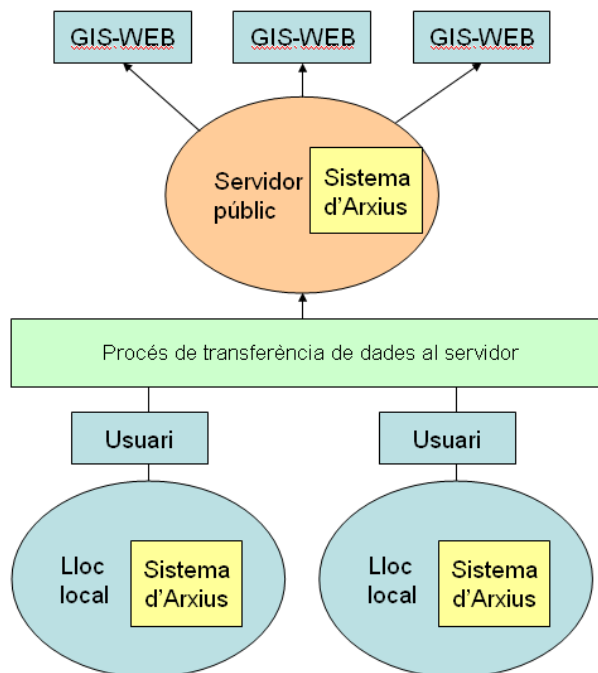 GIS-WEB
GIS-WEB
GIS-WEB
Servidor
públic
Sistema
d'Arxius
Procés de transferència de dades al servidor
Usuari
Usuari
Lloc
local
Sistema
d'Arxius
Lloc
local
Sistema
d'Arxius